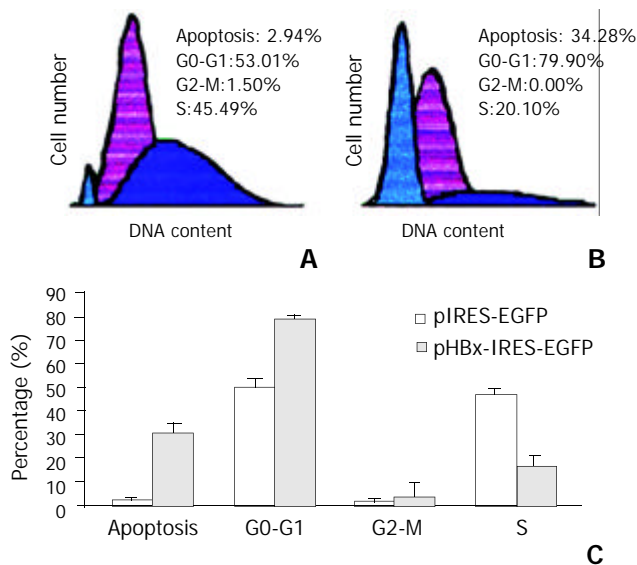 Apoptosis: 2.94%
G0-G1:53.01%
G2-M:1.50%
S:45.49%
Cell number
DNA content
A
Apoptosis: 34.28%
G0-G1:79.90%
G2-M:0.00%
S:20.10%
Cell number
DNA content
B
90
80
70
60
50
40
30
20
10
0
Percentage (%)
pIRES-EGFP
pHBx-IRES-EGFP
Apoptosis
G0-G1
G2-M
S
C